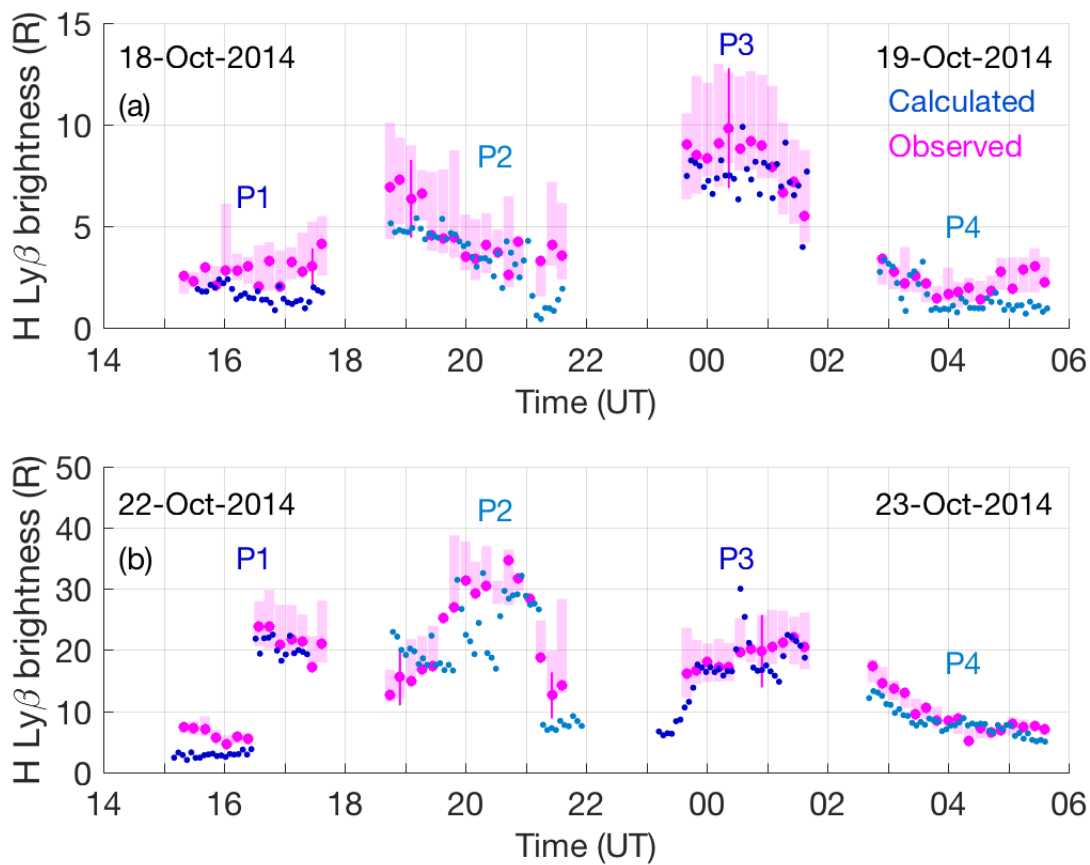 H Lyβ brightness (R)
15
10
5
0
18-Oct-2014
(a)
P1
P2
P3
P4
19-Oct-2014
Calculated
Observed
14 16 18 20 22 00 02 04 06
Time (UT)
H Lyβ brightness (R)
50
40
30
20
10
0
22-Oct-2014
(b)
P1
P2
P3
P4
23-Oct-2014
14 16 18 20 22 00 02 04 06
Time (UT)